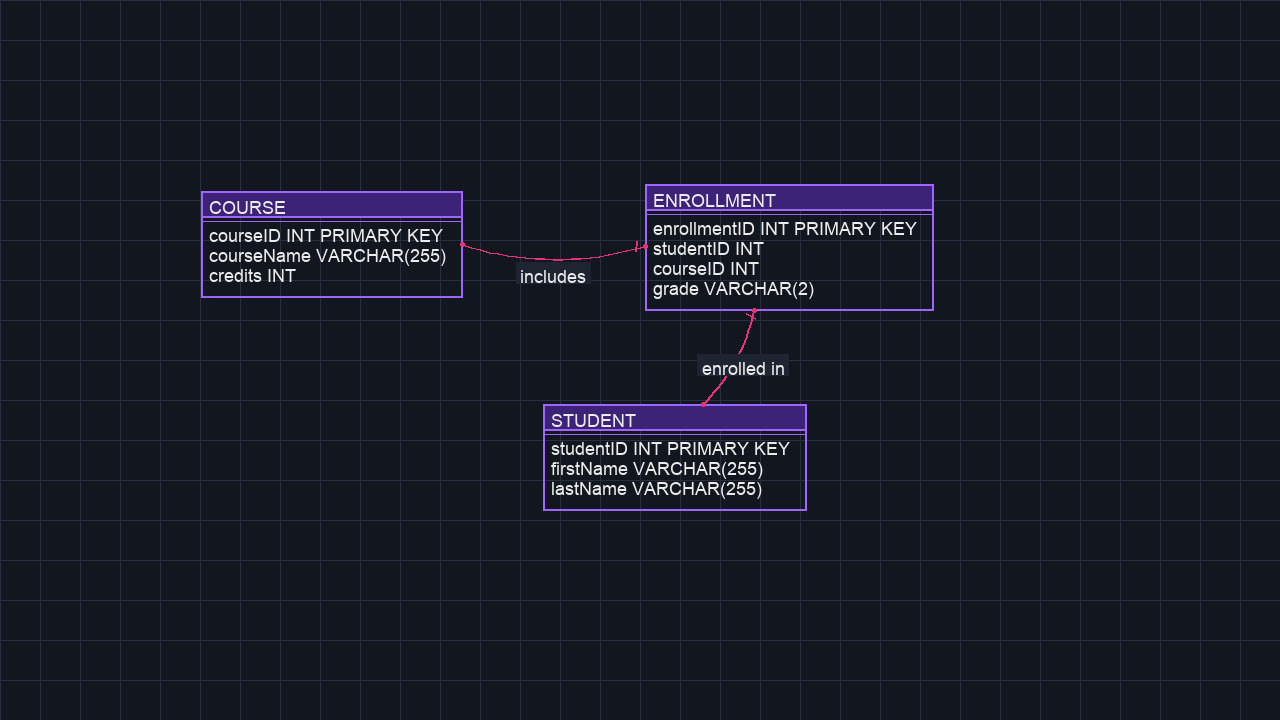 COURSE
courseID INT PRIMARY KEY
courseName VARCHAR(255)
credits INT
includes
ENROLLMENT
enrollmentID INT PRIMARY KEY
studentID INT
courseID INT
grade VARCHAR(2)
enrolled in
STUDENT
studentID INT PRIMARY KEY
firstName VARCHAR(255)
lastName VARCHAR(255)